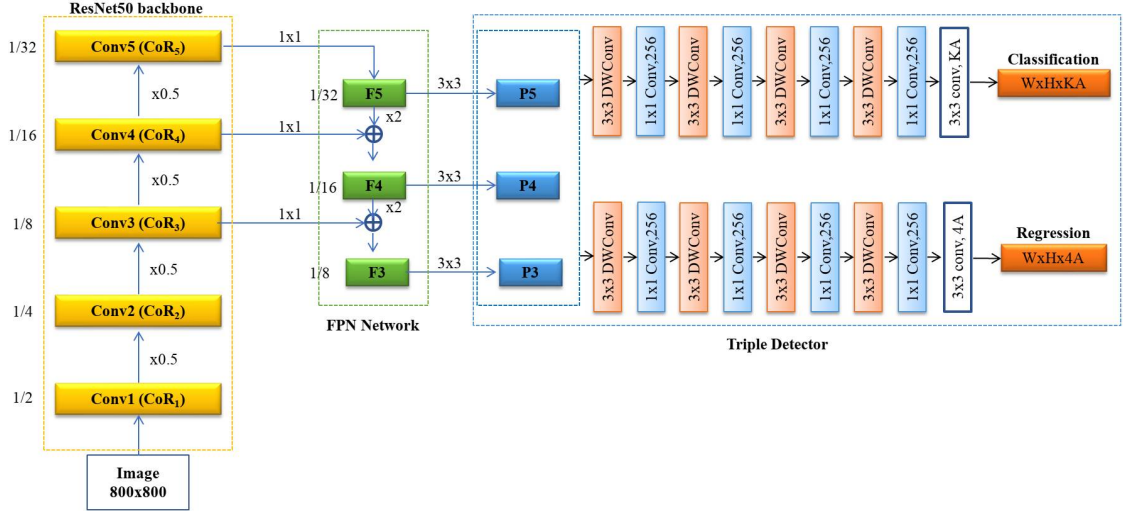 ResNet50 backbone
1/32
Conv5 (CoR₅)
x0.5
1/16
Conv4 (CoR₄)
x0.5
1/8
Conv3 (CoR₃)
x0.5
1/4
Conv2 (CoR₂)
x0.5
1/2
Conv1 (CoR₁)
Image
800x800
1x1
1x1
1x1
1/32
F5
x2
1/16
F4
x2
1/8
F3
FPN Network
3x3
3x3
3x3
P5
P4
P3
3x3 DWConv
1x1 Conv,256
3x3 DWConv
1x1 Conv,256
3x3 DWConv
1x1 Conv,256
3x3 DWConv
1x1 Conv,256
3x3 conv, KA
Classification
WxHxKA
3x3 DWConv
1x1 Conv,256
3x3 DWConv
1x1 Conv,256
3x3 DWConv
1x1 Conv,256
3x3 DWConv
1x1 Conv,256
3x3 conv, 4A
Regression
WxHx4A
Triple Detector